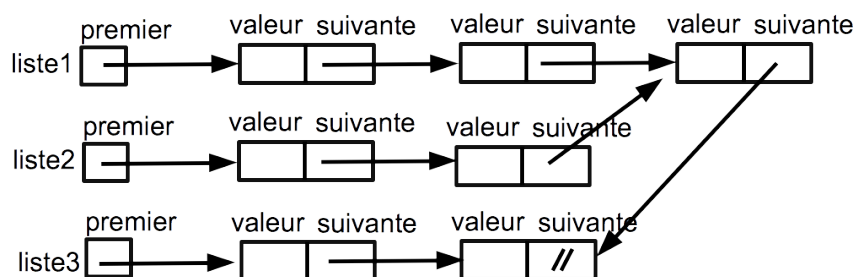 premier valeur suivante valeur suivante valeur suivante
liste1
premier valeur suivante valeur suivante
liste2
premier valeur suivante valeur suivante
liste3